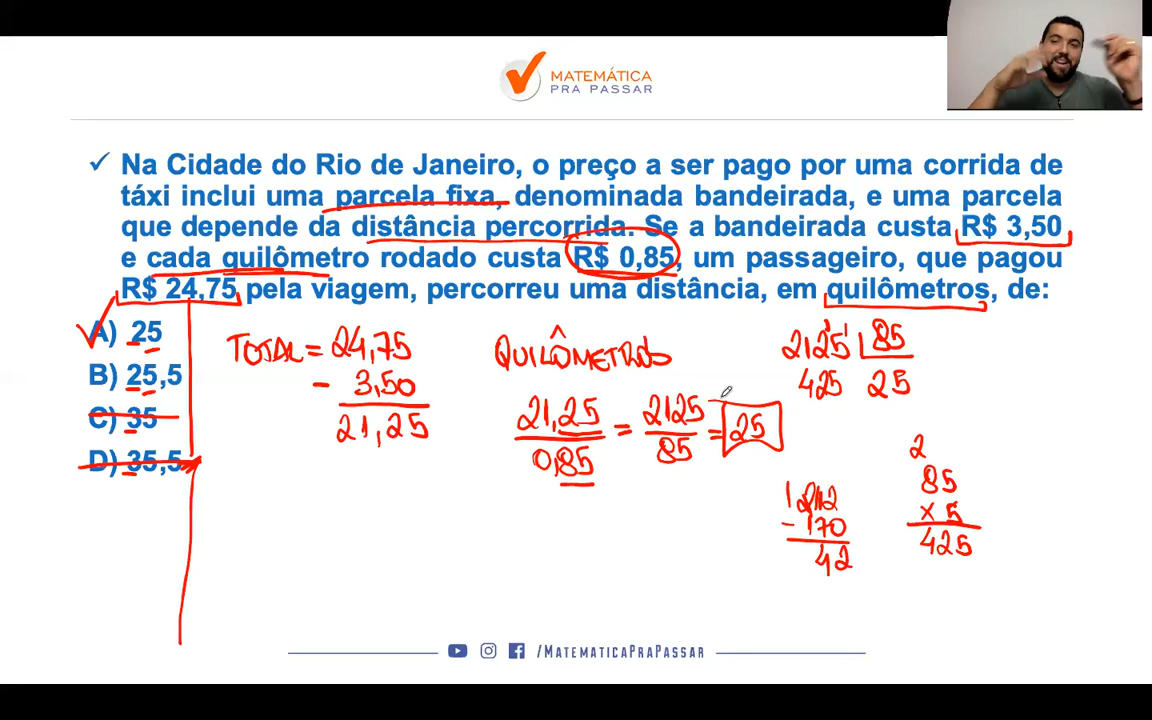 MATEMÁTICA
PRA PASSAR
Na Cidade do Rio de Janeiro, o preço a ser pago por uma corrida de
táxi inclui uma parcela fixa, denominada bandeirada, e uma parcela
que depende da distância percorrida. Se a bandeirada custa R$ 3,50
e cada quilômetro rodado custa R$ 0,85, um passageiro, que pagou
R$ 24,75 pela viagem, percorreu uma distância, em quilômetros, de:
A) 25
B) 25,5
C) 35
D) 35,5
TOTAL = 24,75
- 3,50
21,25
QUILÔMETROS
21,25 = 2125 = 25
0,85 85
2125 85
425 25
212
- 170
42
2
85
x 5
425
/MATEMATICAPRAPASSAR